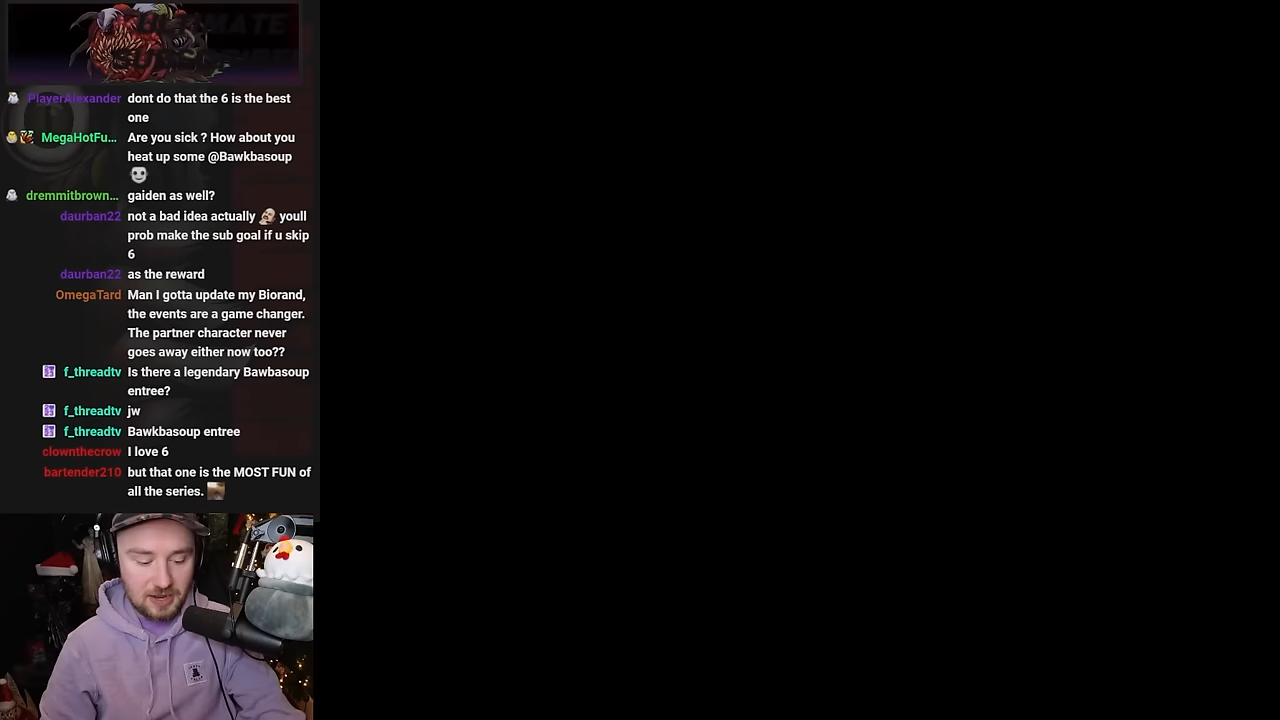 ULTIMATE
PlayerAlexander dont do that the 6 is the best
one
MegaHotFu... Are you sick ? How about you
heat up some @Bawkbasoup
dremmitbrown... gaiden as well?
daurban22 not a bad idea actually youll
prob make the sub goal if u skip
6
daurban22 as the reward
OmegaTard Man I gotta update my Biorand,
the events are a game changer.
The partner character never
goes away either now too??
f_threadtv Is there a legendary Bawbasoup
entree?
f_threadtv jw
f_threadtv Bawkbasoup entree
clownthecrow I love 6
bartender210 but that one is the MOST FUN of
all the series.